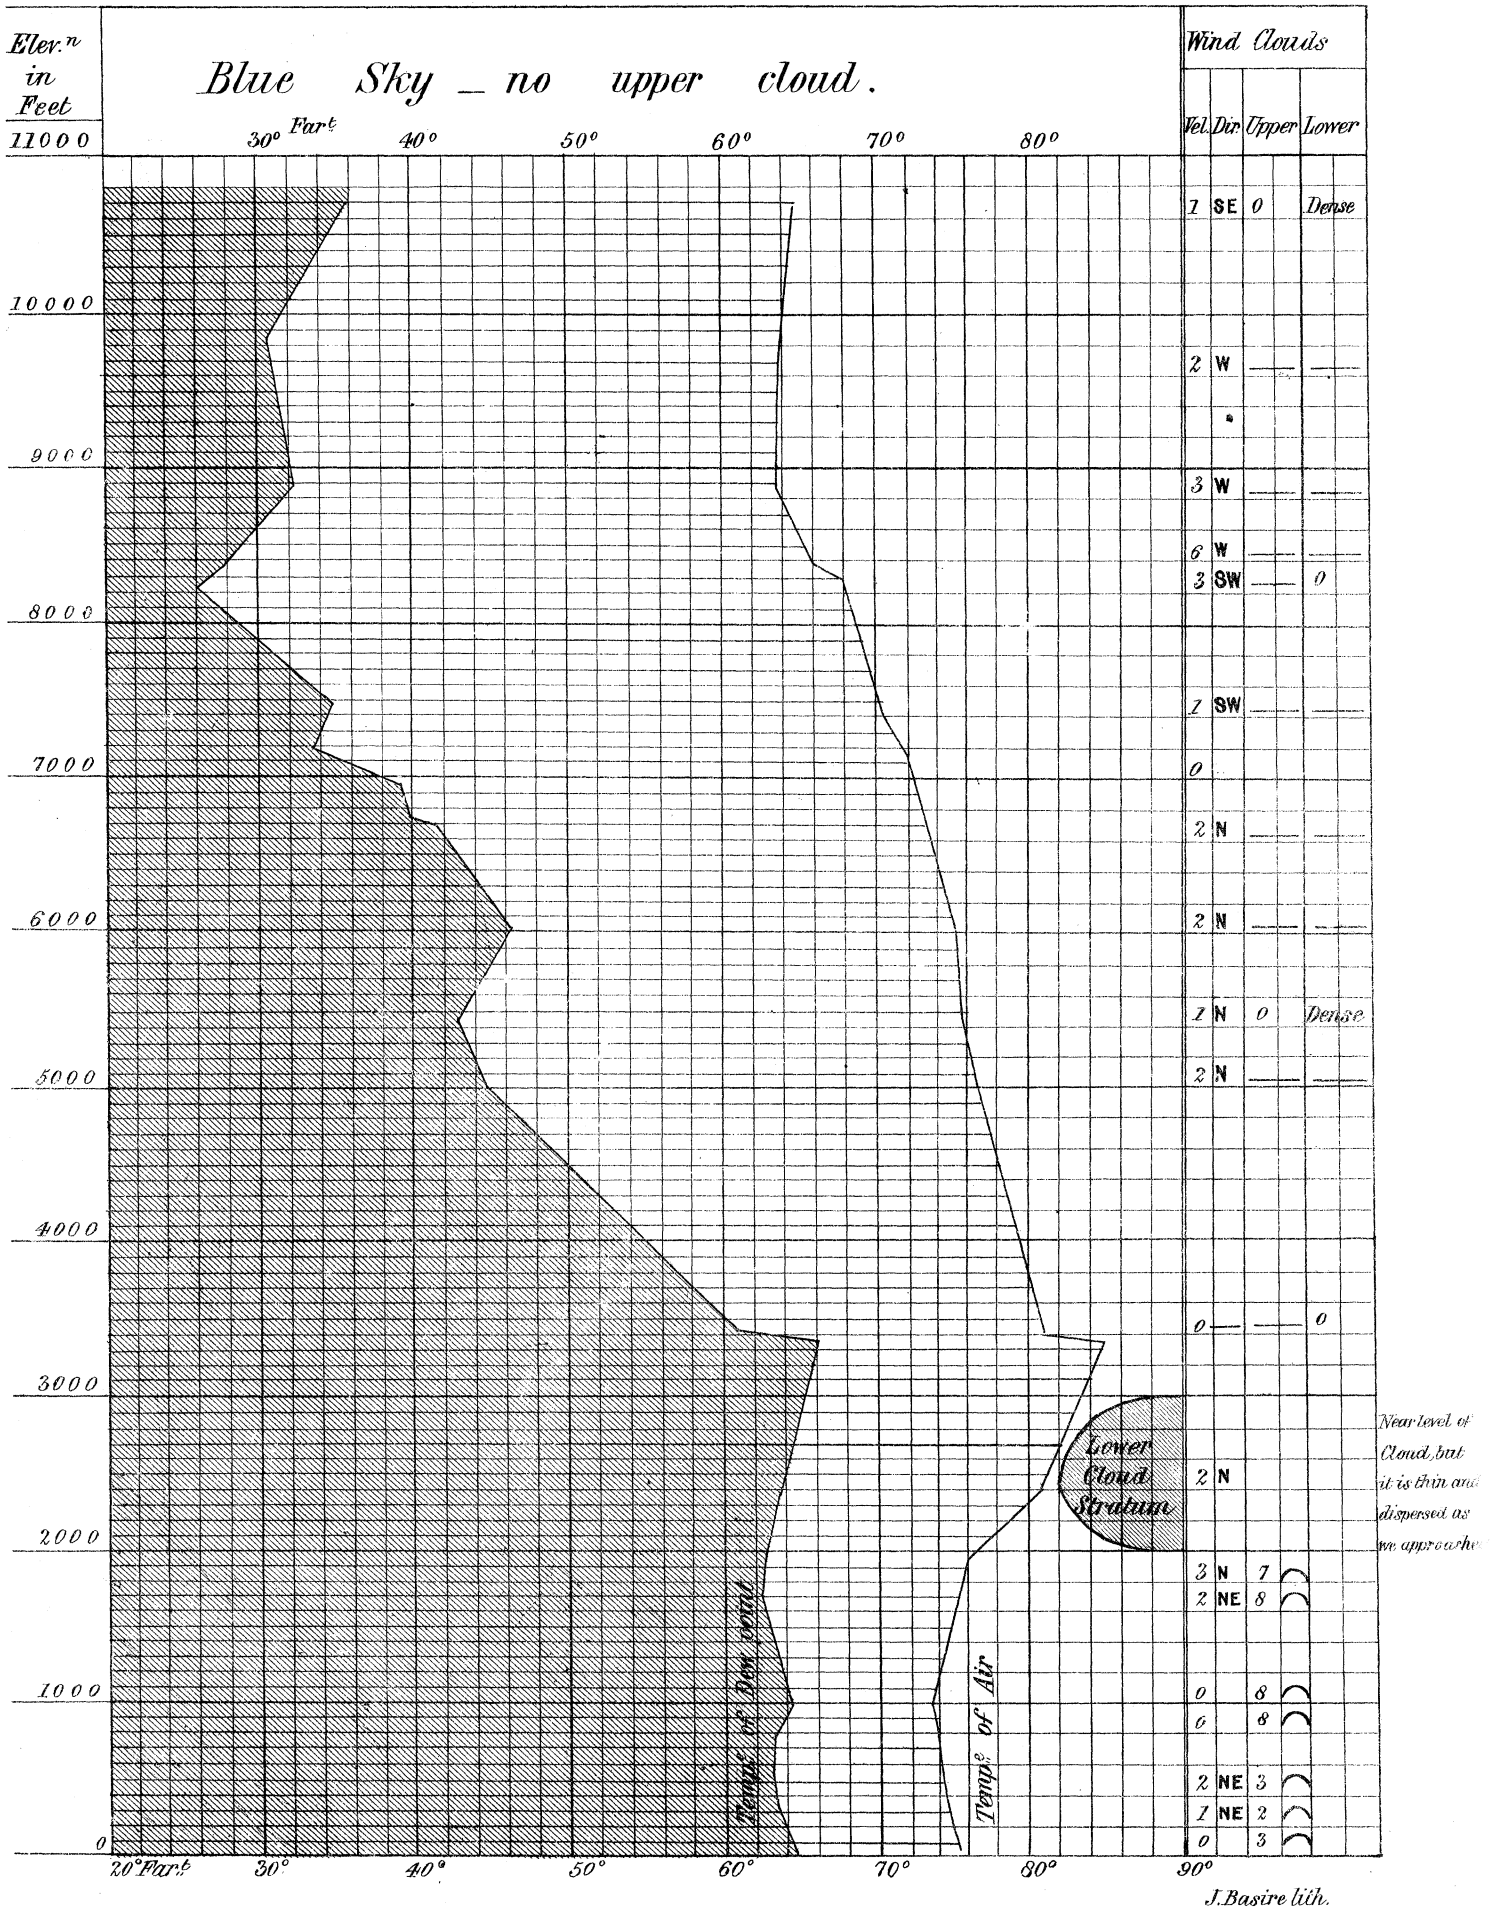 Elev.ⁿ
in
Feet
Blue Sky _ no upper cloud.
Wind Clouds
Vel. Dir. Upper Lower
11000 30° Farᵗ 40° 50° 60° 70° 80°
1 SE 0 Dense
10000
2 W — —
9000
3 W — —
6 W — —
3 SW — 0
8000
1 SW — —
7000
0
2 N — —
6000
2 N — —
1 N 0 Dense
5000
2 N — —
4000
0 — — 0
3000
Lower
Cloud
Stratum
2 N
Near level of
Cloud, but
it is thin and
dispersed as
we approache
2000
3 N 7
2 NE 8
Tempᵉ of Dew point
Tempᵉ of Air
1000
0 8
0 8
2 NE 3
1 NE 2
0
0 3
20° Farᵗ 30° 40° 50° 60° 70° 80° 90°
J. Basire lith.